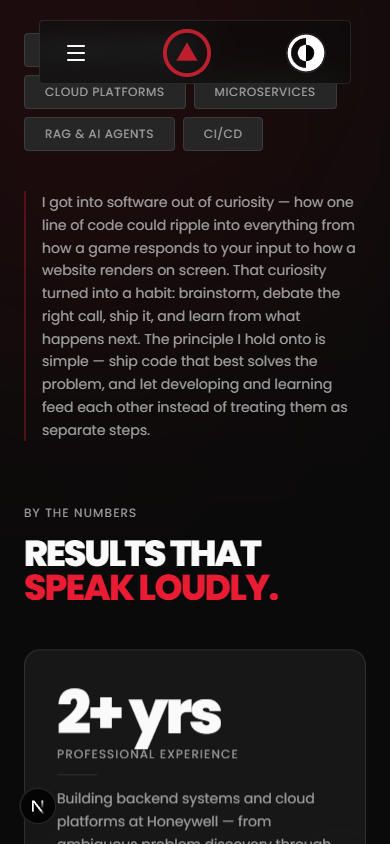 CLOUD PLATFORMS
MICROSERVICES
RAG & AI AGENTS
CI/CD
I got into software out of curiosity — how one
line of code could ripple into everything from
how a game responds to your input to how a
website renders on screen. That curiosity
turned into a habit: brainstorm, debate the
right call, ship it, and learn from what
happens next. The principle I hold onto is
simple — ship code that best solves the
problem, and let developing and learning
feed each other instead of treating them as
separate steps.
BY THE NUMBERS
RESULTS THAT
SPEAK LOUDLY.
2+ yrs
PROFESSIONAL EXPERIENCE
N
Building backend systems and cloud
platforms at Honeywell — from
ambiguous problem discovery through